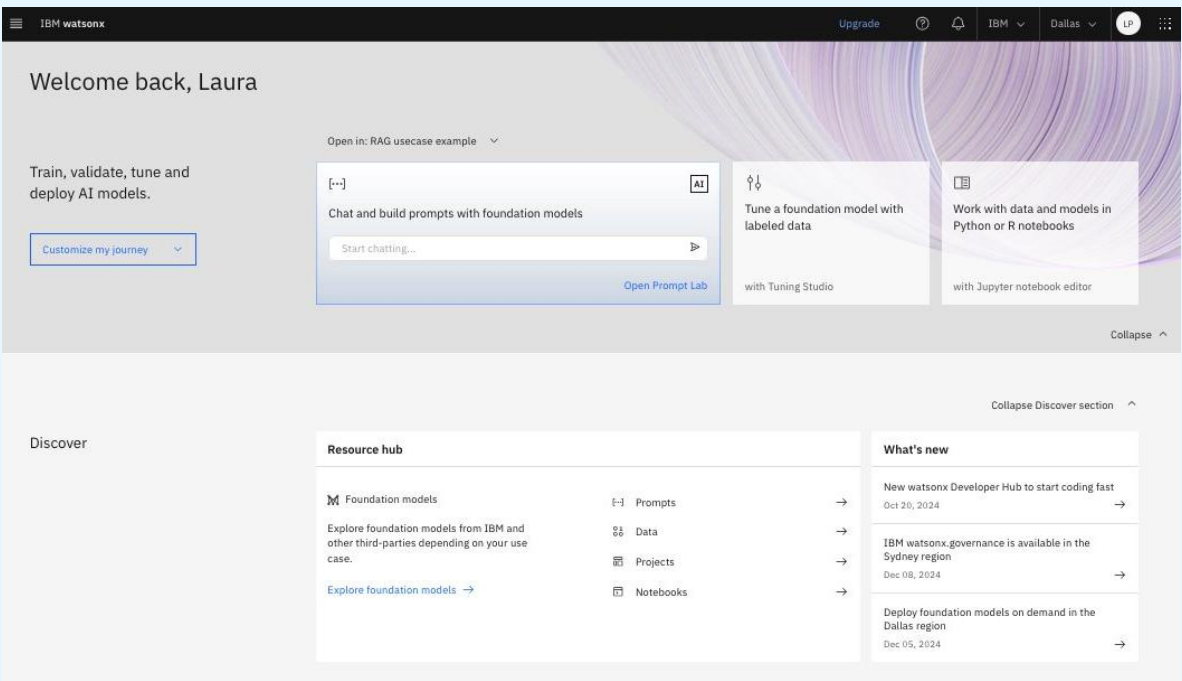 IBM watsonx
Upgrade
IBM
Dallas
LP
Welcome back, Laura
Open in: RAG usecase example
Train, validate, tune and
deploy AI models.
Customize my journey
[...]
AI
Chat and build prompts with foundation models
Start chatting...
Open Prompt Lab
Tune a foundation model with
labeled data
with Tuning Studio
Work with data and models in
Python or R notebooks
with Jupyter notebook editor
Collapse
Collapse Discover section
Discover
Resource hub
Foundation models
Explore foundation models from IBM and
other third-parties depending on your use
case.
Explore foundation models →
Prompts →
Data →
Projects →
Notebooks →
What's new
New watsonx Developer Hub to start coding fast
Oct 20, 2024 →
IBM watsonx.governance is available in the
Sydney region
Dec 08, 2024 →
Deploy foundation models on demand in the
Dallas region
Dec 05, 2024 →